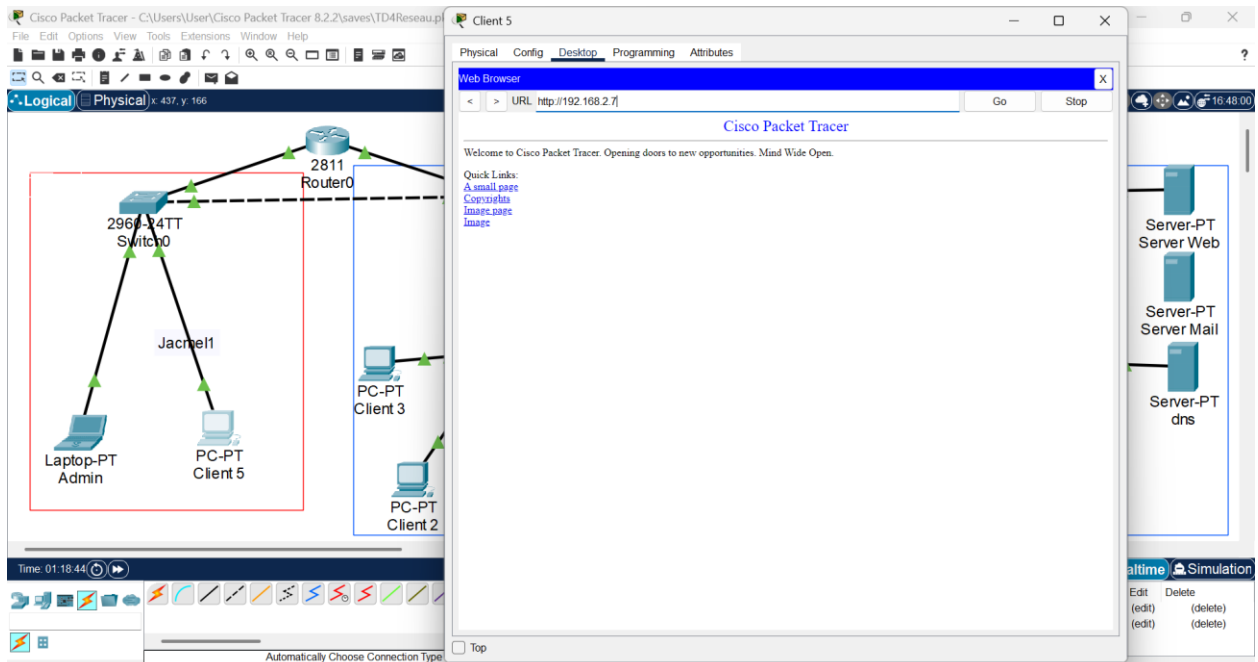 Cisco Packet Tracer - C:\Users\User\Cisco Packet Tracer 8.2.2\saves\TD4Reseau.pl
File Edit Options View Tools Extensions Window Help
?
Logical Physical x: 437, y: 166
16:48:00
2811
Router0
2960-24TT
Switch0
Jacmel1
Laptop-PT
Admin
PC-PT
Client 5
PC-PT
Client 3
PC-PT
Client 2
Client 5
Physical Config Desktop Programming Attributes
Web Browser
X
< > URL http://192.168.2.7 Go Stop
Cisco Packet Tracer
Welcome to Cisco Packet Tracer. Opening doors to new opportunities. Mind Wide Open.
Quick Links:
A small page
Copyrights
Image page
Image
Top
Server-PT
Server Web
Server-PT
Server Mail
Server-PT
dns
Time: 01:18:44
altime Simulation
Edit Delete
(edit) (delete)
(edit) (delete)
Automatically Choose Connection Type